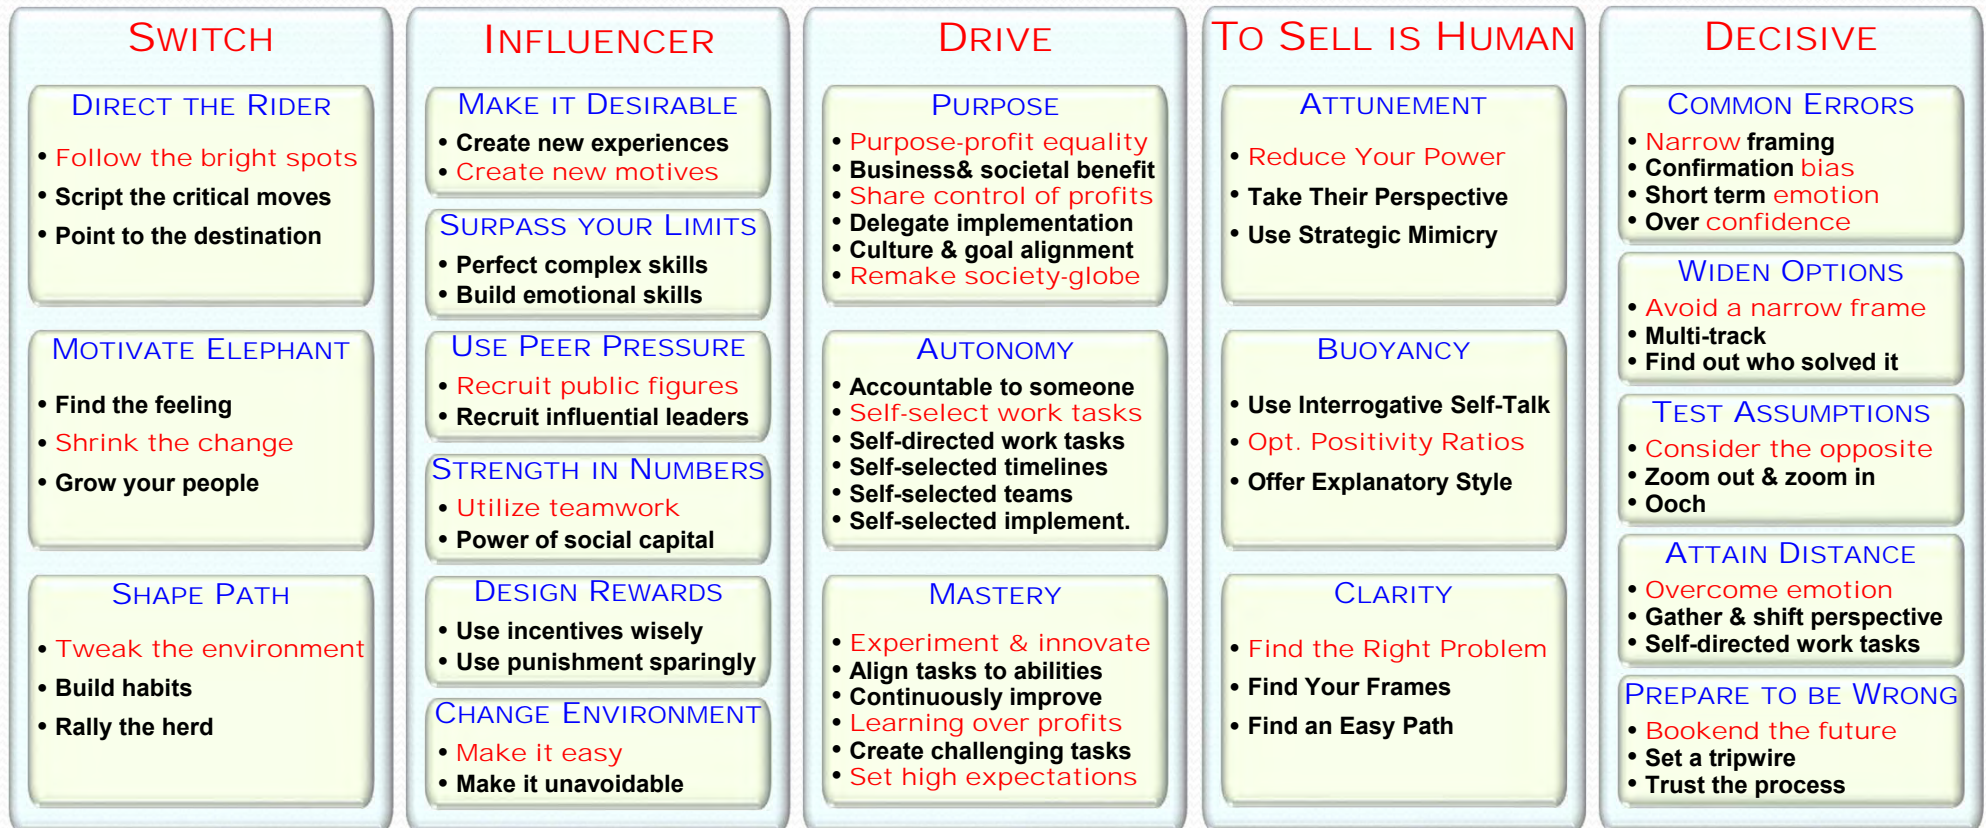 SWITCH
DIRECT THE RIDER
• Follow the bright spots
• Script the critical moves
• Point to the destination
MOTIVATE ELEPHANT
• Find the feeling
• Shrink the change
• Grow your people
SHAPE PATH
• Tweak the environment
• Build habits
• Rally the herd
INFLUENCER
MAKE IT DESIRABLE
• Create new experiences
• Create new motives
SURPASS YOUR LIMITS
• Perfect complex skills
• Build emotional skills
USE PEER PRESSURE
• Recruit public figures
• Recruit influential leaders
STRENGTH IN NUMBERS
• Utilize teamwork
• Power of social capital
DESIGN REWARDS
• Use incentives wisely
• Use punishment sparingly
CHANGE ENVIRONMENT
• Make it easy
• Make it unavoidable
DRIVE
PURPOSE
• Purpose-profit equality
• Business& societal benefit
• Share control of profits
• Delegate implementation
• Culture & goal alignment
• Remake society-globe
AUTONOMY
• Accountable to someone
• Self-select work tasks
• Self-directed work tasks
• Self-selected timelines
• Self-selected teams
• Self-selected implement.
MASTERY
• Experiment & innovate
• Align tasks to abilities
• Continuously improve
• Learning over profits
• Create challenging tasks
• Set high expectations
TO SELL IS HUMAN
ATTUNEMENT
• Reduce Your Power
• Take Their Perspective
• Use Strategic Mimicry
BUOYANCY
• Use Interrogative Self-Talk
• Opt. Positivity Ratios
• Offer Explanatory Style
CLARITY
• Find the Right Problem
• Find Your Frames
• Find an Easy Path
DECISIVE
COMMON ERRORS
• Narrow framing
• Confirmation bias
• Short term emotion
• Over confidence
WIDEN OPTIONS
• Avoid a narrow frame
• Multi-track
• Find out who solved it
TEST ASSUMPTIONS
• Consider the opposite
• Zoom out & zoom in
• Ooch
ATTAIN DISTANCE
• Overcome emotion
• Gather & shift perspective
• Self-directed work tasks
PREPARE TO BE WRONG
• Bookend the future
• Set a tripwire
• Trust the process